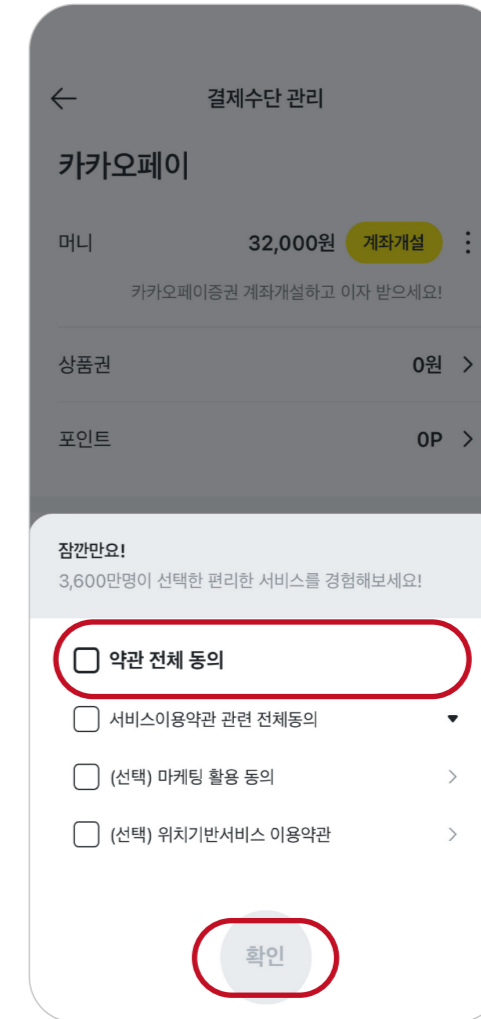 결제수단 관리
카카오페이
머니 32,000원 계좌개설
카카오페이증권 계좌개설하고 이자 받으세요!
상품권 0원
포인트 0P
잠깐만요!
3,600만명이 선택한 편리한 서비스를 경험해보세요!
약관 전체 동의
서비스이용약관 관련 전체동의
(선택) 마케팅 활용 동의
(선택) 위치기반서비스 이용약관
확인